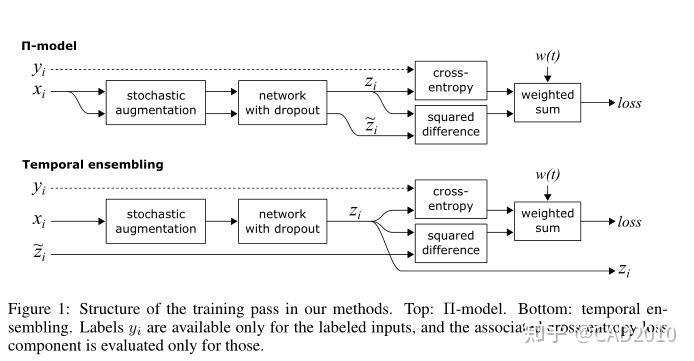 Π-model
y_i
x_i
stochastic augmentation
network with dropout
z_i
z̃_i
cross-entropy
squared difference
w(t)
weighted sum
loss
Temporal ensembling
y_i
x_i
z̃_i
stochastic augmentation
network with dropout
z_i
cross-entropy
squared difference
w(t)
weighted sum
loss
z_i
Figure 1: Structure of the training pass in our methods. Top: Π-model. Bottom: temporal en-
sembling. Labels y_i are available only for the labeled inputs, and the associated cross-entropy loss
component is evaluated only for those.
知乎 @CAD2010